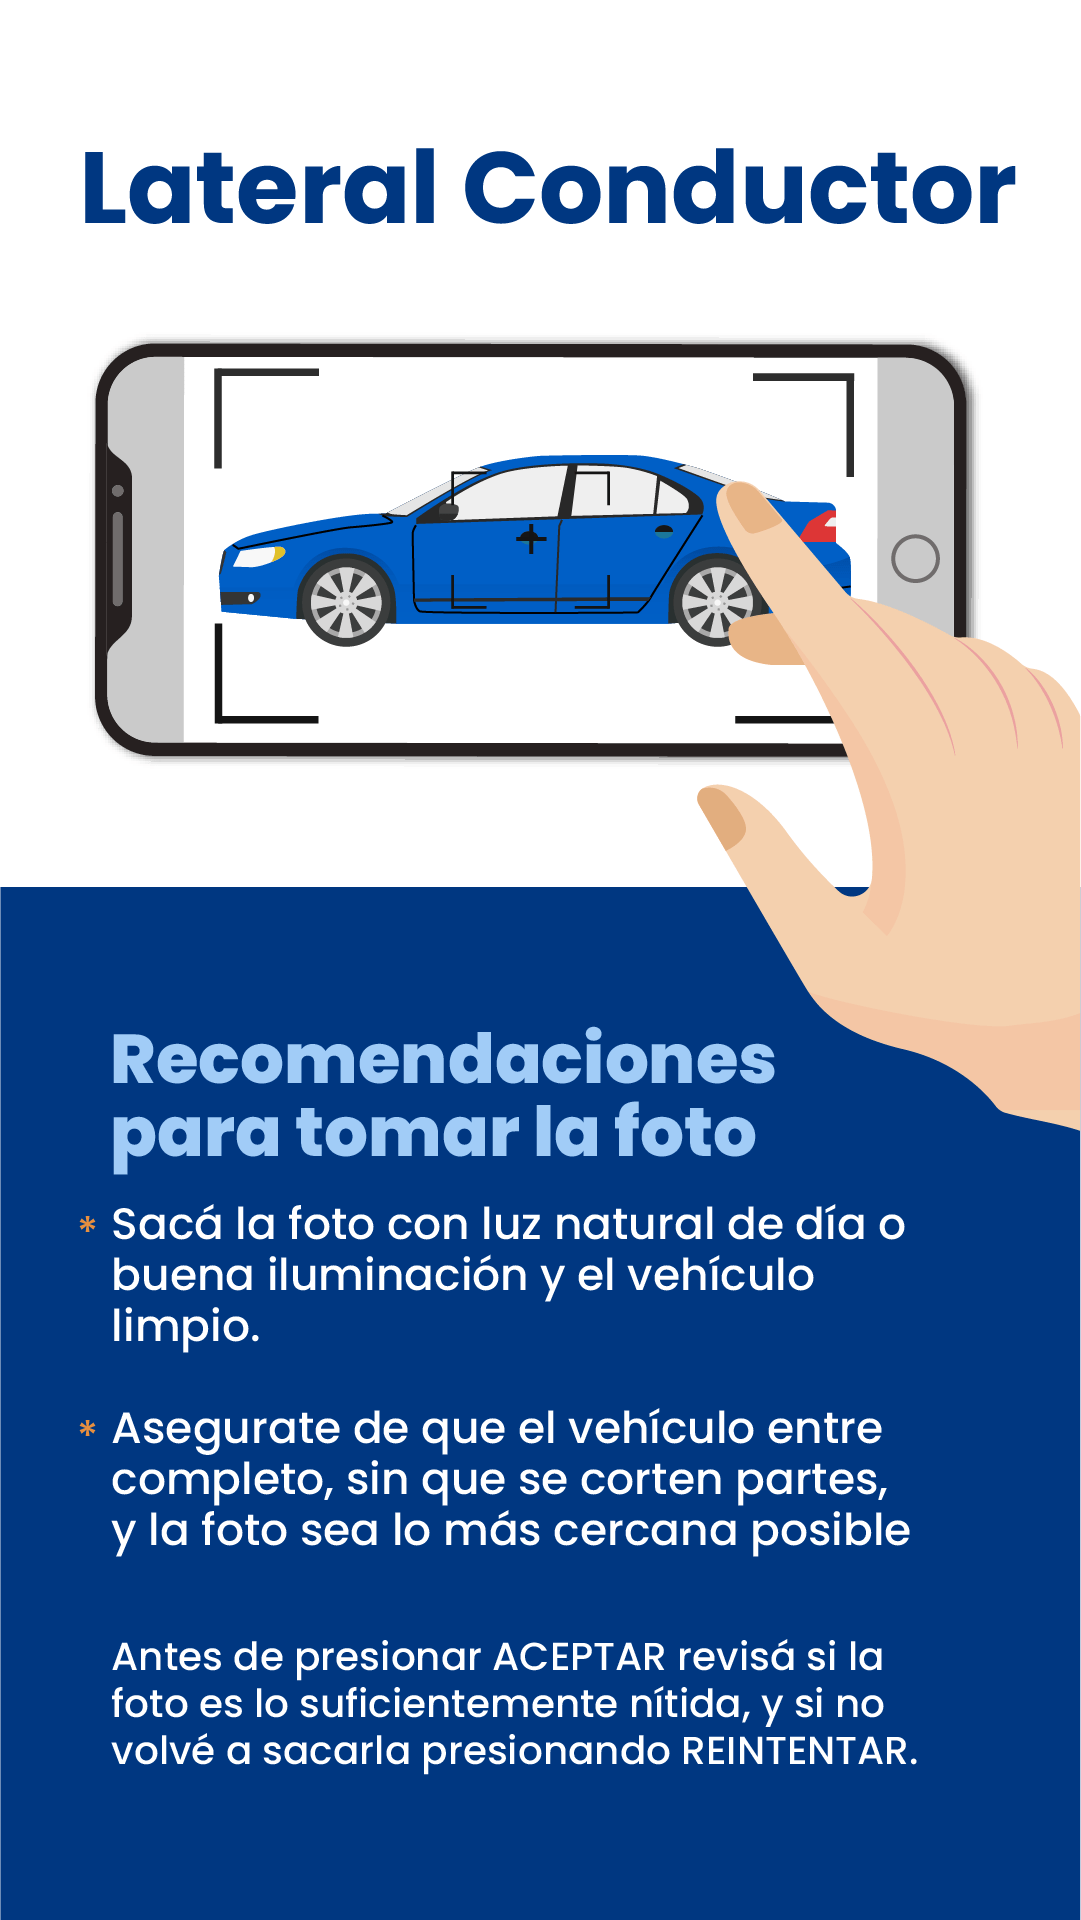 Lateral Conductor
Recomendaciones
para tomar la foto
* Sacá la foto con luz natural de día o
buena iluminación y el vehículo
limpio.
* Asegurate de que el vehículo entre
completo, sin que se corten partes,
y la foto sea lo más cercana posible
Antes de presionar ACEPTAR revisá si la
foto es lo suficientemente nítida, y si no
volvé a sacarla presionando REINTENTAR.